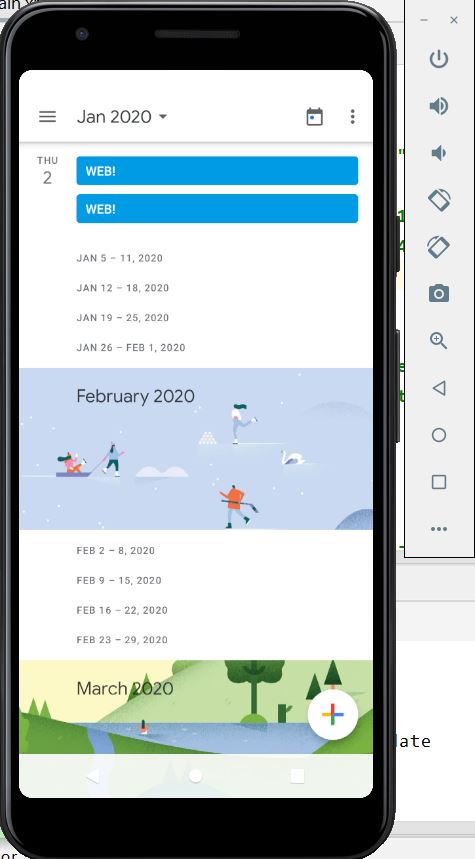 Jan 2020
THU
2
WEB!
WEB!
JAN 5 – 11, 2020
JAN 12 – 18, 2020
JAN 19 – 25, 2020
JAN 26 – FEB 1, 2020
February 2020
FEB 2 – 8, 2020
FEB 9 – 15, 2020
FEB 16 – 22, 2020
FEB 23 – 29, 2020
March 2020